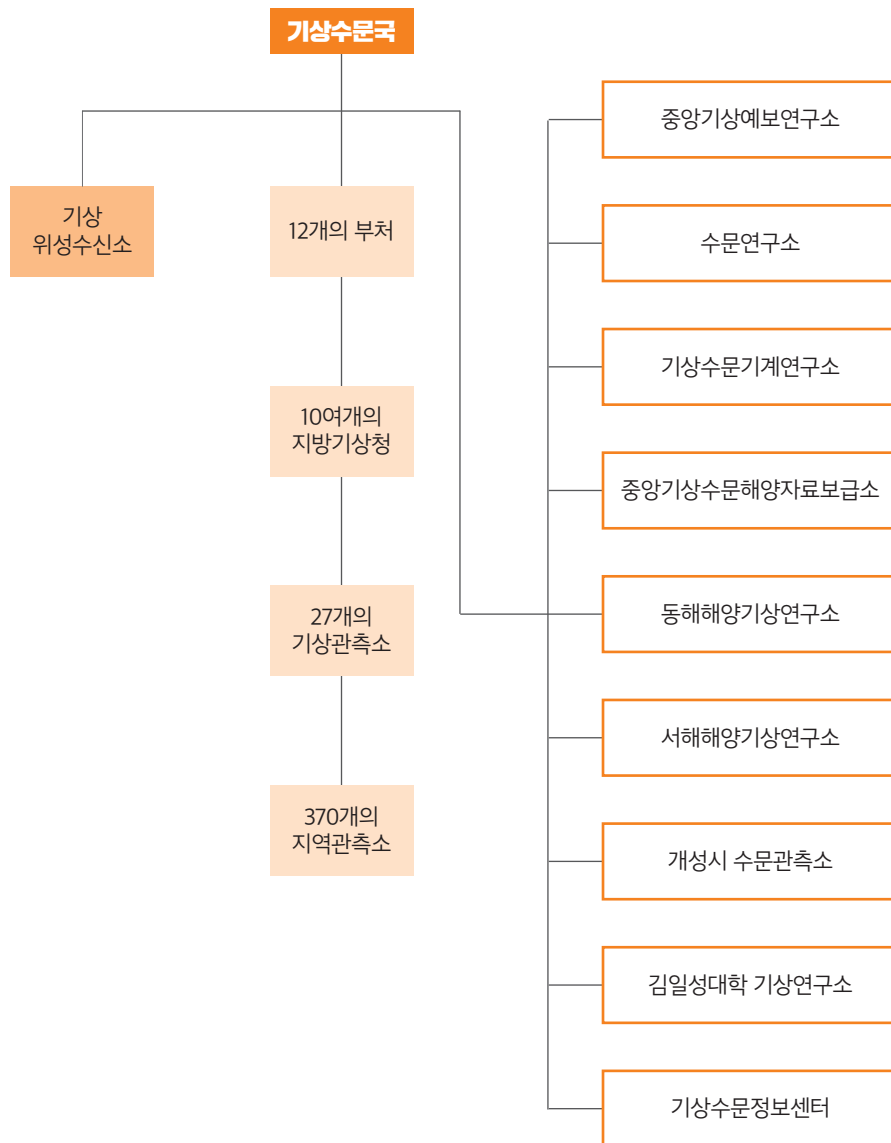 기상수문국
기상
위성수신소
12개의 부처
10여개의
지방기상청
27개의
기상관측소
370개의
지역관측소
중앙기상예보연구소
수문연구소
기상수문기계연구소
중앙기상수문해양자료보급소
동해해양기상연구소
서해해양기상연구소
개성시 수문관측소
김일성대학 기상연구소
기상수문정보센터